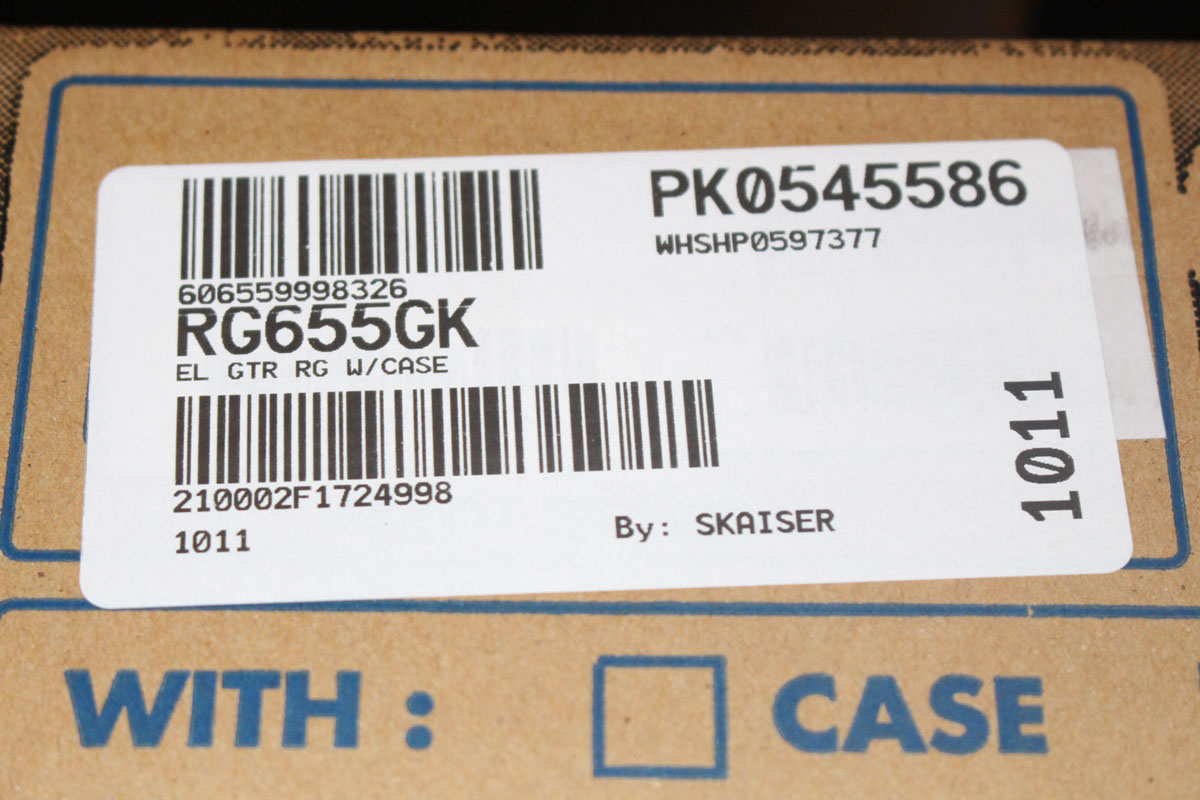 PK0545586
WHSHP0597377
606559998326
RG655GK
EL GTR RG W/CASE
210002F1724998
1011
By: SKAISER
1011
WITH : CASE